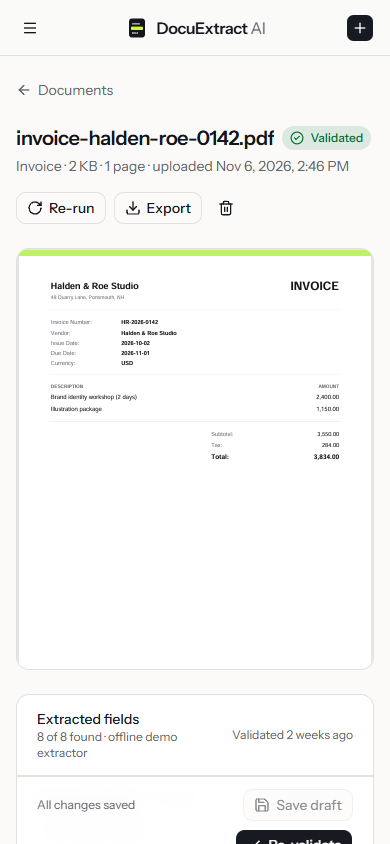 DocuExtract AI
Documents
invoice-halden-roe-0142.pdf Validated
Invoice · 2 KB · 1 page · uploaded Nov 6, 2026, 2:46 PM
Re-run Export
Halden & Roe Studio INVOICE
48 Quarry Lane, Portsmouth, NH
Invoice Number: HR-2026-0142
Vendor: Halden & Roe Studio
Issue Date: 2026-10-02
Due Date: 2026-11-01
Currency: USD
DESCRIPTION AMOUNT
Brand identity workshop (2 days) 2,400.00
Illustration package 1,150.00
Subtotal: 3,550.00
Tax: 284.00
Total: 3,834.00
Extracted fields
8 of 8 found · offline demo
extractor
Validated 2 weeks ago
All changes saved Save draft
Re-validate